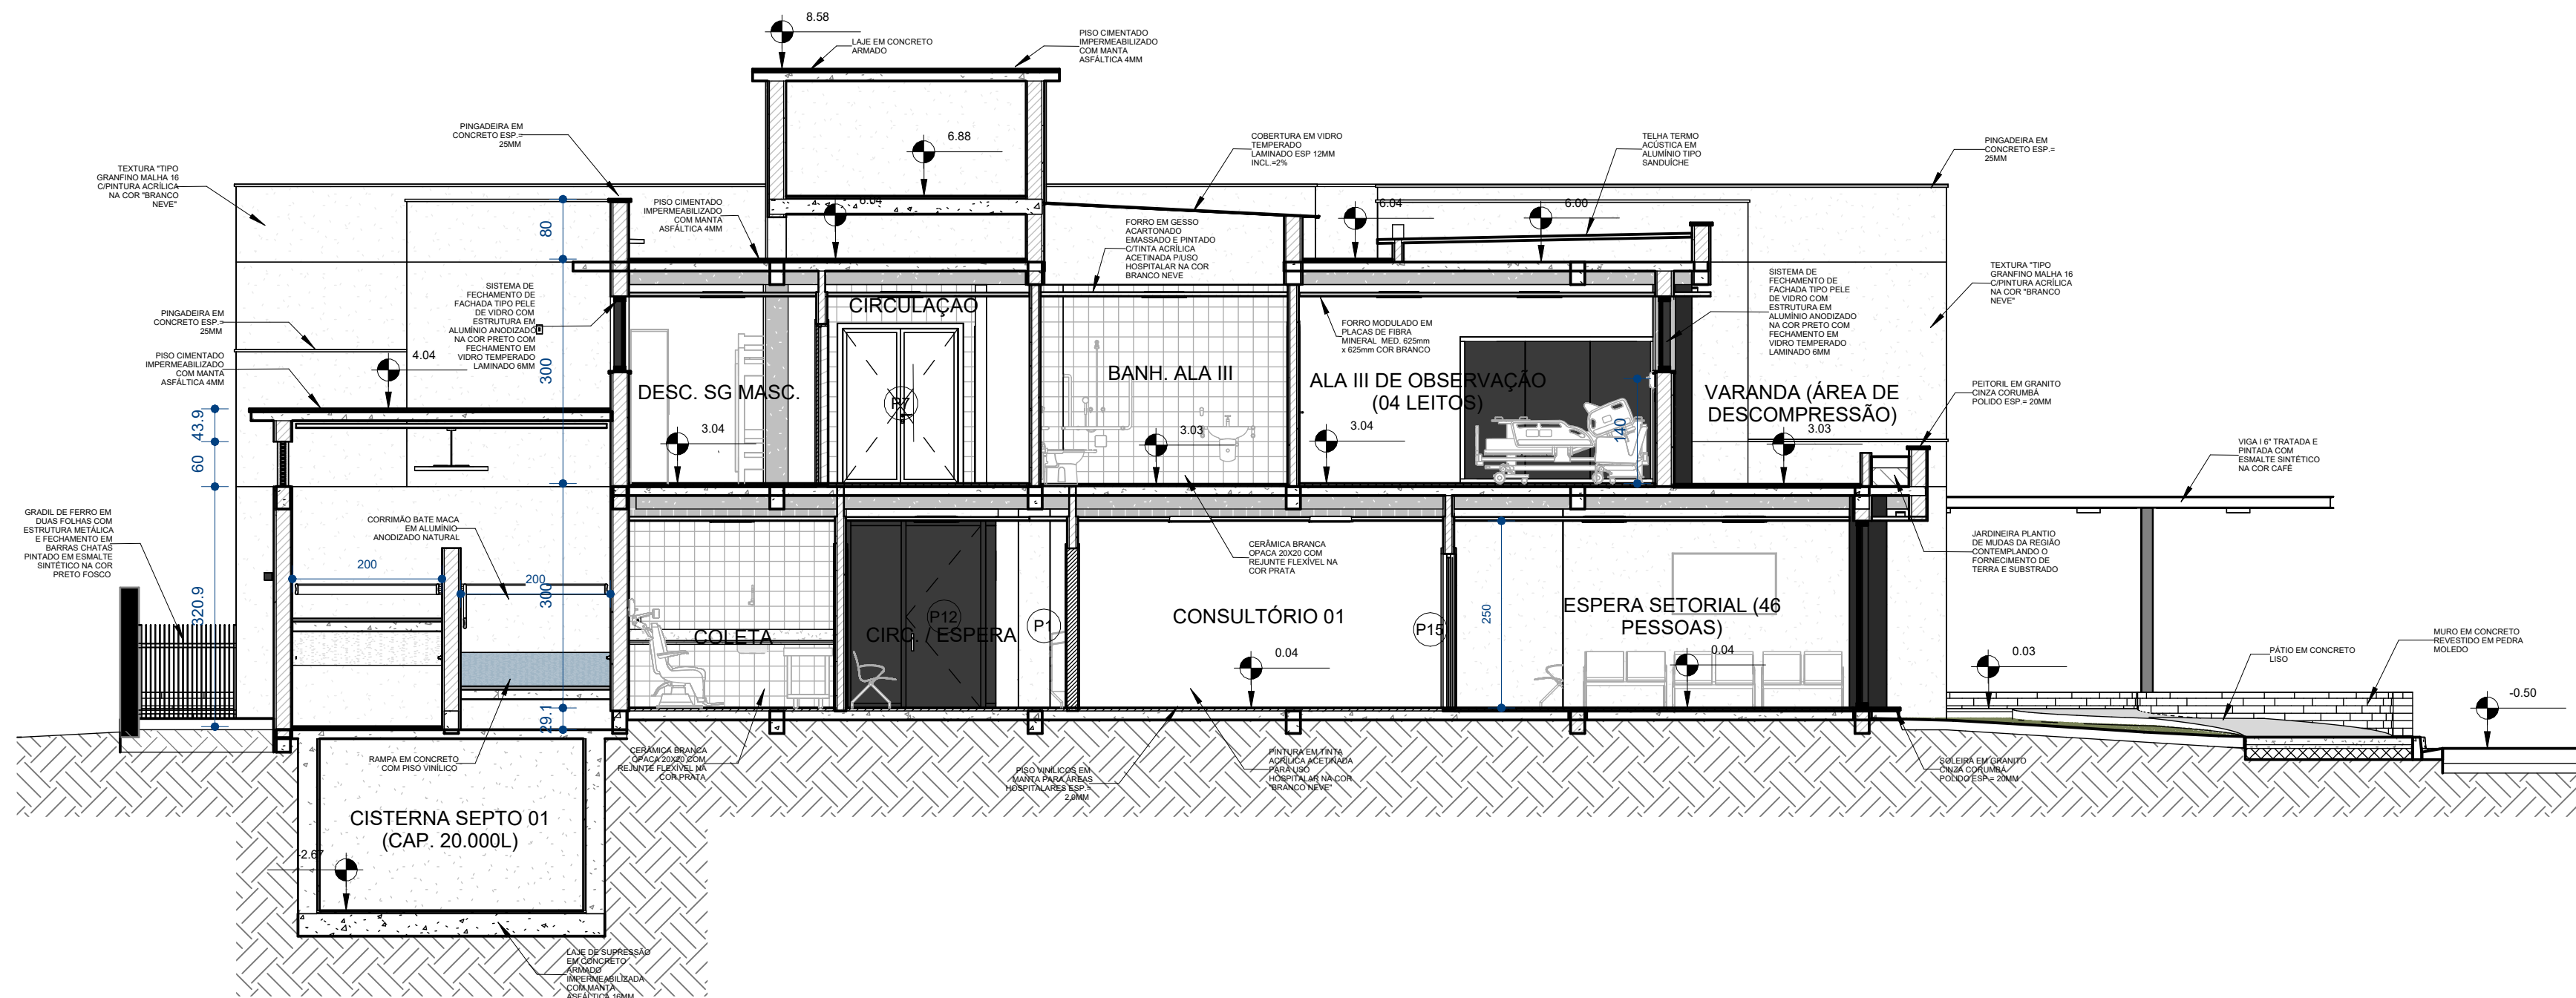 8.58
LAJE EM CONCRETO
ARMADO
PISO CIMENTADO
IMPERMEABILIZADO
COM MANTA
ASFÁLTICA 4MM
PINGADEIRA EM
CONCRETO ESP.=
25MM
6.88
COBERTURA EM VIDRO
TEMPERADO
LAMINADO ESP 12MM
INCL.=2%
TELHA TERMO
ACÚSTICA EM
ALUMÍNIO TIPO
SANDUÍCHE
PINGADEIRA EM
CONCRETO ESP.=
25MM
TEXTURA "TIPO
GRANFINO MALHA 16
C/PINTURA ACRÍLICA
NA COR "BRANCO
NEVE"
PISO CIMENTADO
IMPERMEABILIZADO
COM MANTA
ASFÁLTICA 4MM
6.04
6.04
6.00
80
FORRO EM GESSO
ACARTONADO
EMASSADO E PINTADO
C/TINTA ACRÍLICA
ACETINADA P/USO
HOSPITALAR NA COR
BRANCO NEVE
TEXTURA "TIPO
GRANFINO MALHA 16
C/PINTURA ACRÍLICA
NA COR "BRANCO
NEVE"
SISTEMA DE
FECHAMENTO DE
FACHADA TIPO PELE
DE VIDRO COM
ESTRUTURA EM
ALUMÍNIO ANODIZADO
NA COR PRETO COM
FECHAMENTO EM
VIDRO TEMPERADO
LAMINADO 6MM
SISTEMA DE
FECHAMENTO DE
FACHADA TIPO PELE
DE VIDRO COM
ESTRUTURA EM
ALUMÍNIO ANODIZADO
NA COR PRETO COM
FECHAMENTO EM
VIDRO TEMPERADO
LAMINADO 6MM
PINGADEIRA EM
CONCRETO ESP.=
25MM
PISO CIMENTADO
IMPERMEABILIZADO
COM MANTA
ASFÁLTICA 4MM
4.04
300
CIRCULAÇÃO
FORRO MODULADO EM
PLACAS DE FIBRA
MINERAL  MED. 625mm
x 625mm COR BRANCO
DESC. SG MASC.
P7
BANH. ALA III
ALA III DE OBSERVAÇÃO
(04 LEITOS)
VARANDA (ÁREA DE
DESCOMPRESSÃO)
PEITORIL EM GRANITO
CINZA CORUMBÁ
POLIDO ESP.= 20MM
3.04
3.03
3.04
140
3.03
43.9
60
VIGA I 6" TRATADA E
PINTADA COM
ESMALTE SINTÉTICO
NA COR CAFÉ
GRADIL DE FERRO EM
DUAS FOLHAS COM
ESTRUTURA METÁLICA
E FECHAMENTO EM
BARRAS CHATAS
PINTADO EM ESMALTE
SINTÉTICO NA COR
PRETO FOSCO
CORRIMÃO BATE MACA
EM ALUMÍNIO
ANODIZADO NATURAL
CERÂMICA BRANCA
OPACA 20X20 COM
REJUNTE FLEXÍVEL NA
COR PRATA
JARDINEIRA PLANTIO
DE MUDAS DA REGIÃO
CONTEMPLANDO O
FORNECIMENTO DE
TERRA E SUBSTRADO
200
200
300
320.9
COLETA
CIRC. / ESPERA
P12
P1
CONSULTÓRIO 01
P15
250
ESPERA SETORIAL (46
PESSOAS)
0.04
0.04
0.03
PÁTIO EM CONCRETO
LISO
MURO EM CONCRETO
REVESTIDO EM PEDRA
MOLEDO
-0.50
29.1
RAMPA EM CONCRETO
COM PISO VINÍLICO
CERÂMICA BRANCA
OPACA 20X20 COM
REJUNTE FLEXÍVEL NA
COR PRATA
PISO VINÍLICOS EM
MANTA PARA ÁREAS
HOSPITALARES ESP.=
2,0MM
PINTURA EM TINTA
ACRÍLICA ACETINADA
PARA USO
HOSPITALAR NA COR
"BRANCO NEVE"
SOLEIRA EM GRANITO
CINZA CORUMBÁ
POLIDO ESP.= 20MM
CISTERNA SEPTO 01
(CAP. 20.000L)
-2.67
LAJE DE SUPRESSÃO
EM CONCRETO
ARMADO
IMPERMEABILIZADA
COM MANTA
ASFÁLTICA 16MM